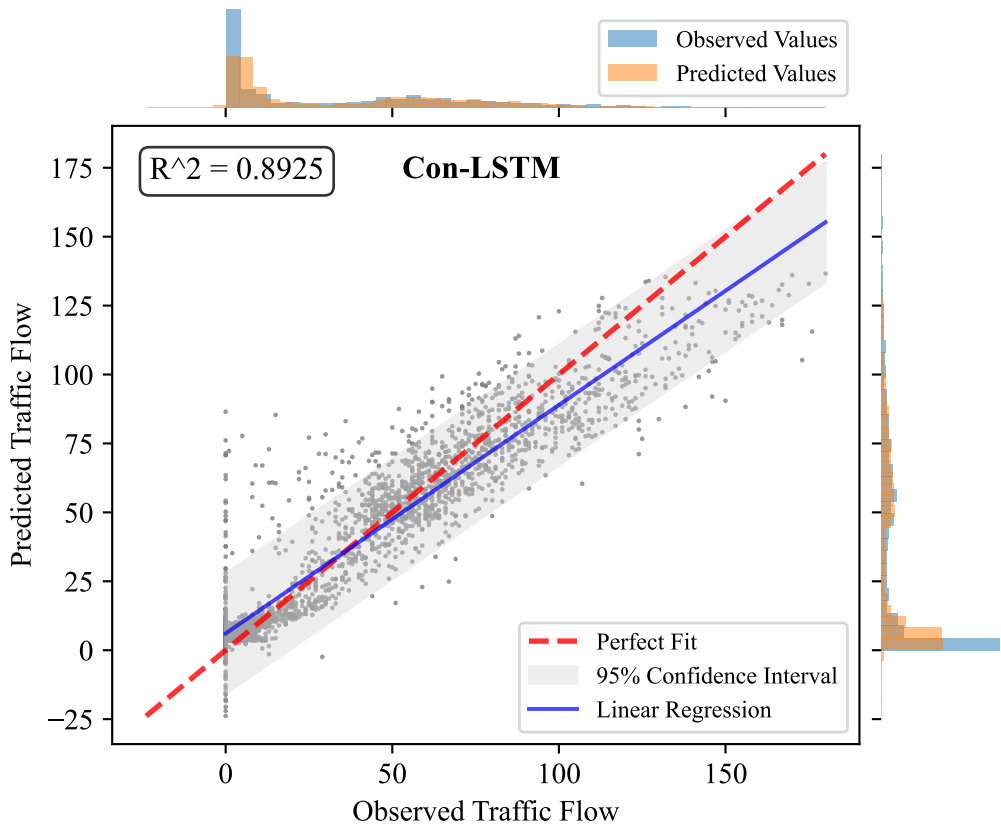 Observed Values
Predicted Values
R^2 = 0.8925
Con-LSTM
175
150
125
100
75
50
25
0
−25
Predicted Traffic Flow
Perfect Fit
95% Confidence Interval
Linear Regression
0 50 100 150
Observed Traffic Flow